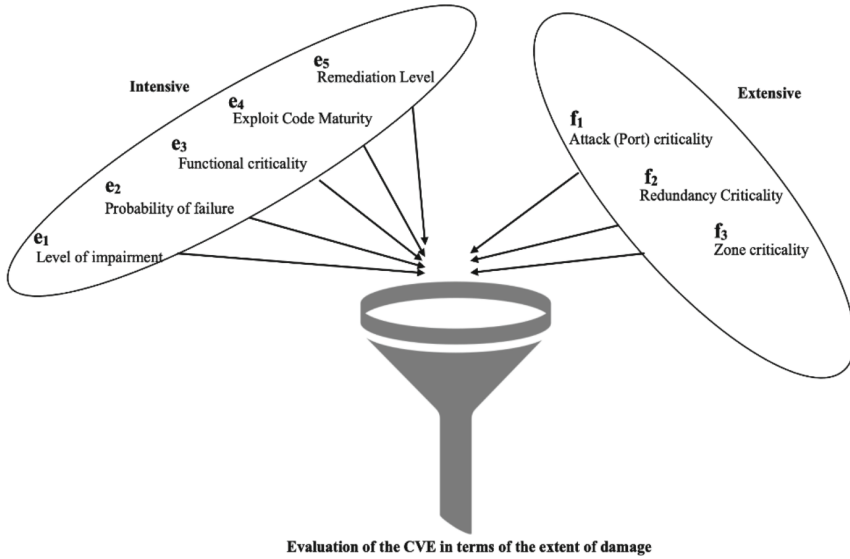 Intensive
e5
Remediation Level
e4
Exploit Code Maturity
e3
Functional criticality
e2
Probability of failure
e1
Level of impairment
Extensive
f1
Attack (Port) criticality
f2
Redundancy Criticality
f3
Zone criticality
Evaluation of the CVE in terms of the extent of damage